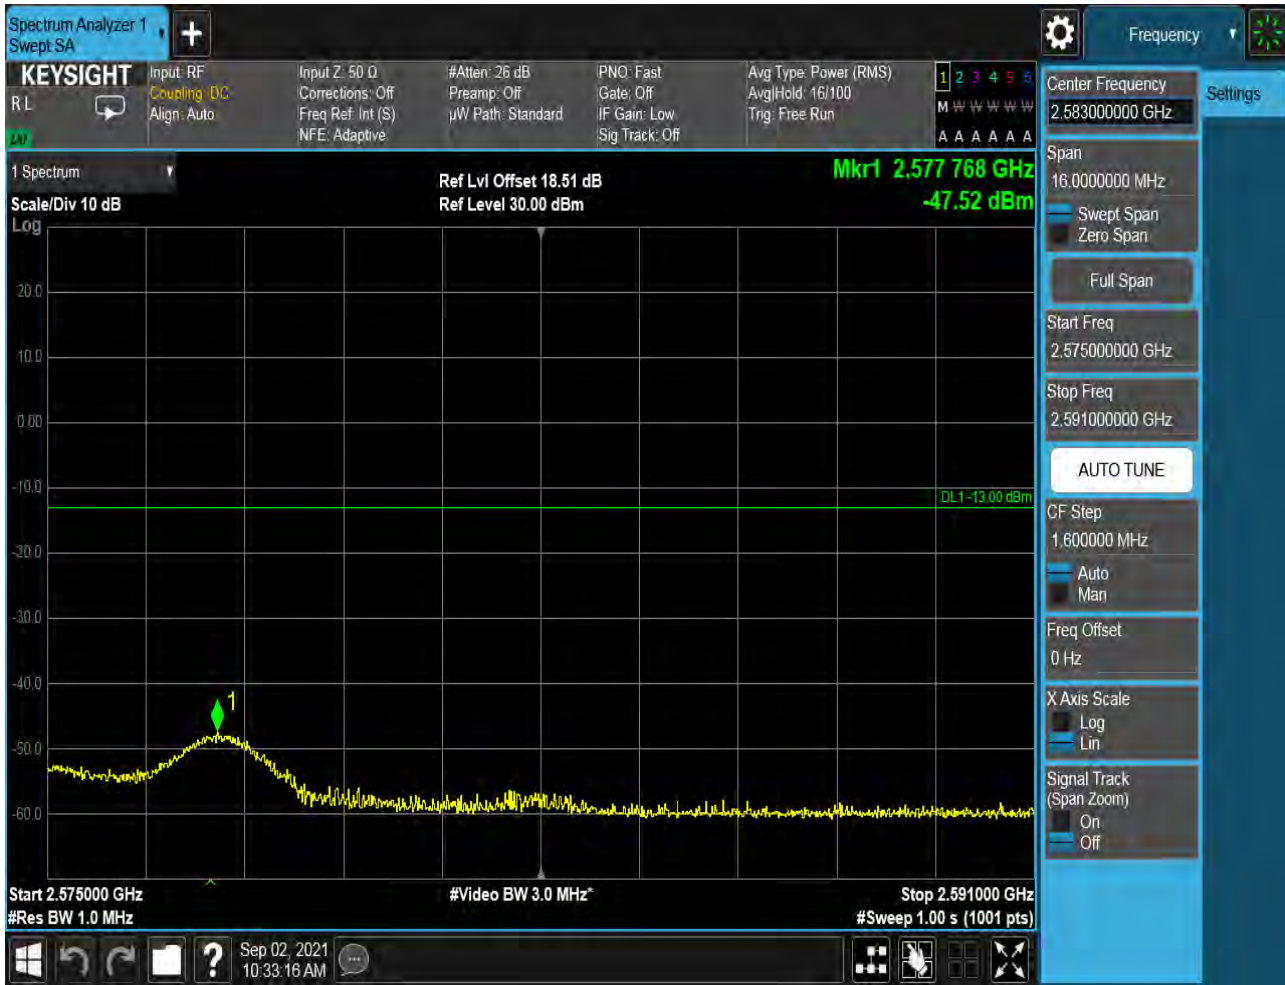 Spectrum Analyzer 1
Swept SA
Frequency
KEYSIGHT
R L
LXI
Input: RF
Coupling: DC
Align: Auto
Input Z: 50 Ω
Corrections: Off
Freq Ref: Int (S)
NFE: Adaptive
#Atten: 26 dB
Preamp: Off
µW Path: Standard
PNO: Fast
Gate: Off
IF Gain: Low
Sig Track: Off
Avg Type: Power (RMS)
Avg|Hold: 16/100
Trig: Free Run
1 2 3 4 5 6
M W W W W W
A A A A A A
1 Spectrum
Scale/Div 10 dB
Log
Ref Lvl Offset 18.51 dB
Ref Level 30.00 dBm
Mkr1 2.577 768 GHz
-47.52 dBm
20.0
10.0
0.00
-10.0
DL1 -13.00 dBm
-20.0
-30.0
-40.0
1
-50.0
-60.0
Start 2.575000 GHz
#Res BW 1.0 MHz
#Video BW 3.0 MHz*
Stop 2.591000 GHz
#Sweep 1.00 s (1001 pts)
Center Frequency
2.583000000 GHz
Settings
Span
16.0000000 MHz
Swept Span
Zero Span
Full Span
Start Freq
2.575000000 GHz
Stop Freq
2.591000000 GHz
AUTO TUNE
CF Step
1.600000 MHz
Auto
Man
Freq Offset
0 Hz
X Axis Scale
Log
Lin
Signal Track
(Span Zoom)
On
Off
?
Sep 02, 2021
10:33:16 AM